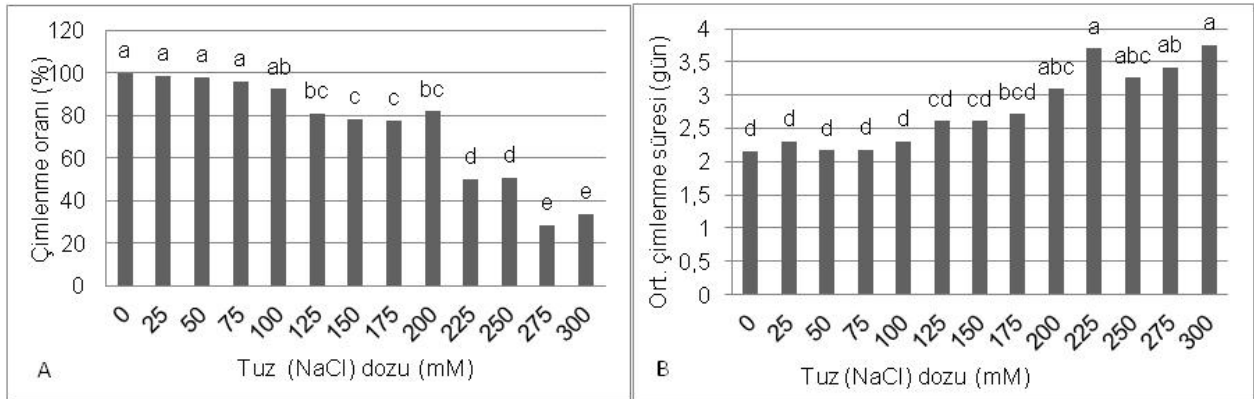 120
100
80
60
40
20
0
Çimlenme oranı (%)
a a a a ab bc c c bc d d e e
0 25 50 75 100 125 150 175 200 225 250 275 300
Tuz (NaCl) dozu (mM)
A
4
3,5
3
2,5
2
1,5
1
0,5
0
Ort. çimlenme süresi (gün)
d d d d d cd cd bcd abc a abc ab a
0 25 50 75 100 125 150 175 200 225 250 275 300
Tuz (NaCl) dozu (mM)
B